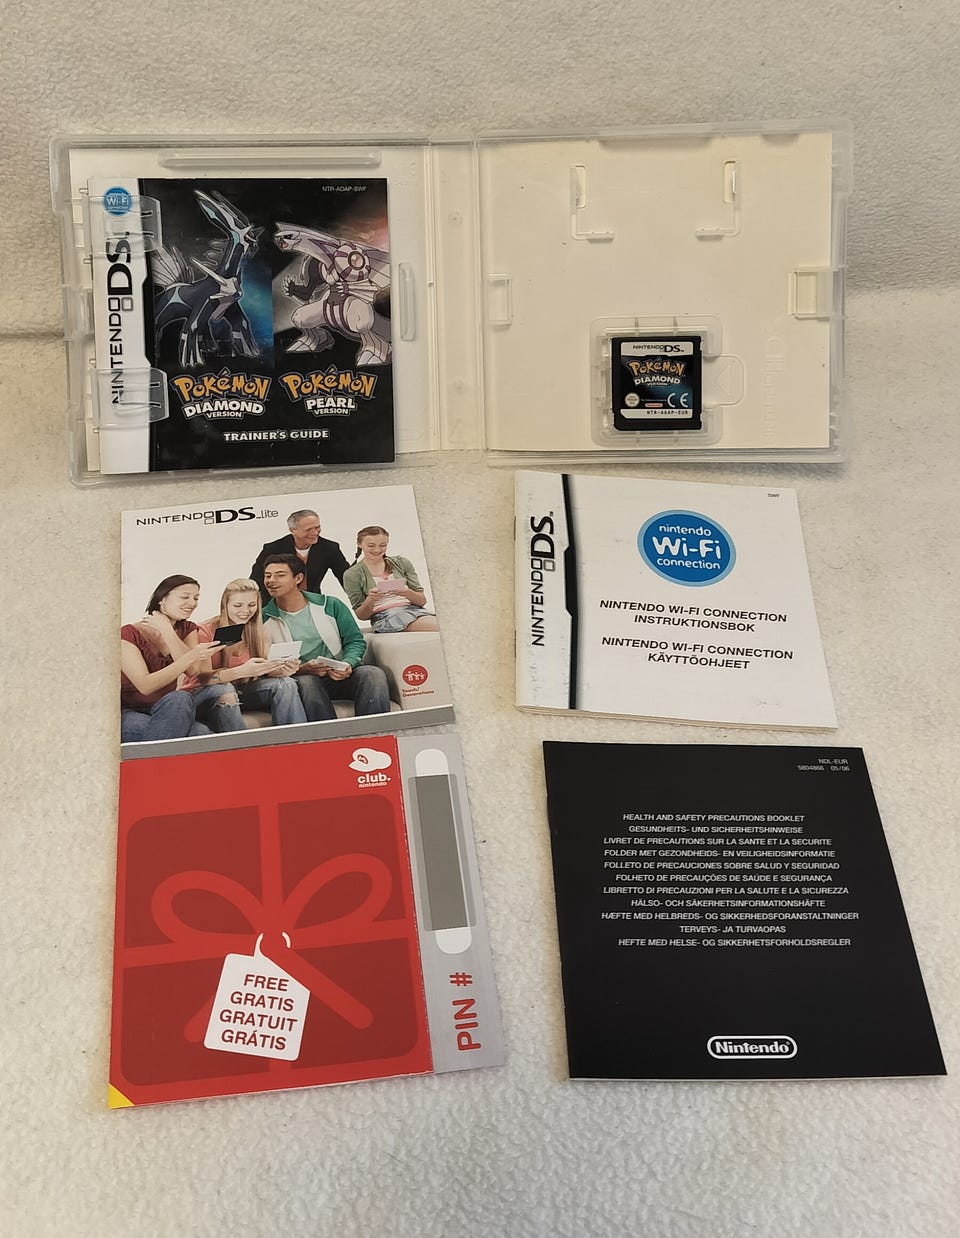 NTR-ADAP-SWF
Wi-Fi
NINTENDO DS
POKéMON
DIAMOND
VERSION
POKéMON
PEARL
VERSION
TRAINER'S GUIDE
NINTENDO DS
POKéMON
DIAMOND
VERSION
NTR-ADAP-EUR
NINTENDO DS lite
Touch!
Generations
SWF
NINTENDO DS
nintendo
Wi-Fi
connection
NINTENDO WI-FI CONNECTION
INSTRUKTIONSBOK
NINTENDO WI-FI CONNECTION
KÄYTTÖOHJEET
club.
nintendo
FREE
GRATIS
GRATUIT
GRÁTIS
PIN #
NDL-EUR
5804866 05/06
HEALTH AND SAFETY PRECAUTIONS BOOKLET
GESUNDHEITS- UND SICHERHEITSHINWEISE
LIVRET DE PRECAUTIONS SUR LA SANTE ET LA SECURITE
FOLDER MET GEZONDHEIDS- EN VEILIGHEIDSINFORMATIE
FOLLETO DE PRECAUCIONES SOBRE SALUD Y SEGURIDAD
FOLHETO DE PRECAUÇÕES DE SAÚDE E SEGURANÇA
LIBRETTO DI PRECAUZIONI PER LA SALUTE E LA SICUREZZA
HÄLSO- OCH SÄKERHETSINFORMATIONSHÄFTE
HÆFTE MED HELBREDS- OG SIKKERHEDSFORANSTALTNINGER
TERVEYS- JA TURVAOPAS
HEFTE MED HELSE- OG SIKKERHETSFORHOLDSREGLER
Nintendo